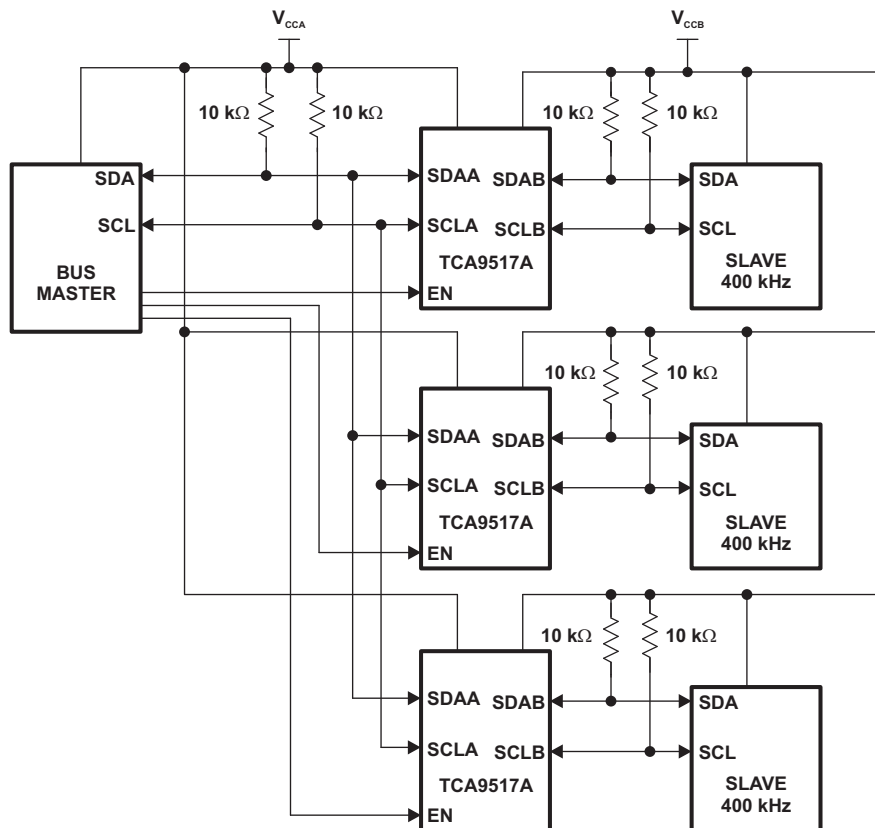 VCCA
VCCB
10 kΩ
10 kΩ
10 kΩ
10 kΩ
SDA
SCL
BUS
MASTER
SDAA
SCLA
TCA9517A
EN
SDAB
SCLB
SDA
SCL
SLAVE
400 kHz
10 kΩ
10 kΩ
SDAA
SCLA
TCA9517A
EN
SDAB
SCLB
SDA
SCL
SLAVE
400 kHz
10 kΩ
10 kΩ
SDAA
SCLA
TCA9517A
EN
SDAB
SCLB
SDA
SCL
SLAVE
400 kHz